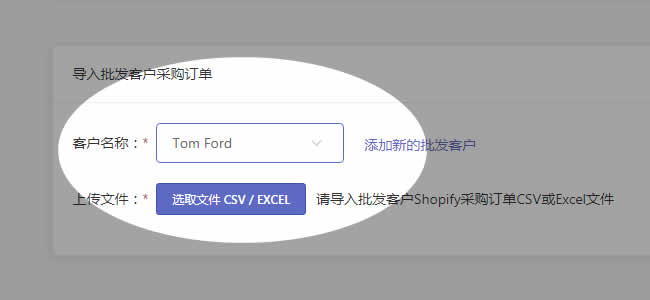 导入批发客户采购订单
客户名称：* Tom Ford 添加新的批发客户
上传文件：* 选取文件 CSV / EXCEL 请导入批发客户Shopify采购订单CSV或Excel文件